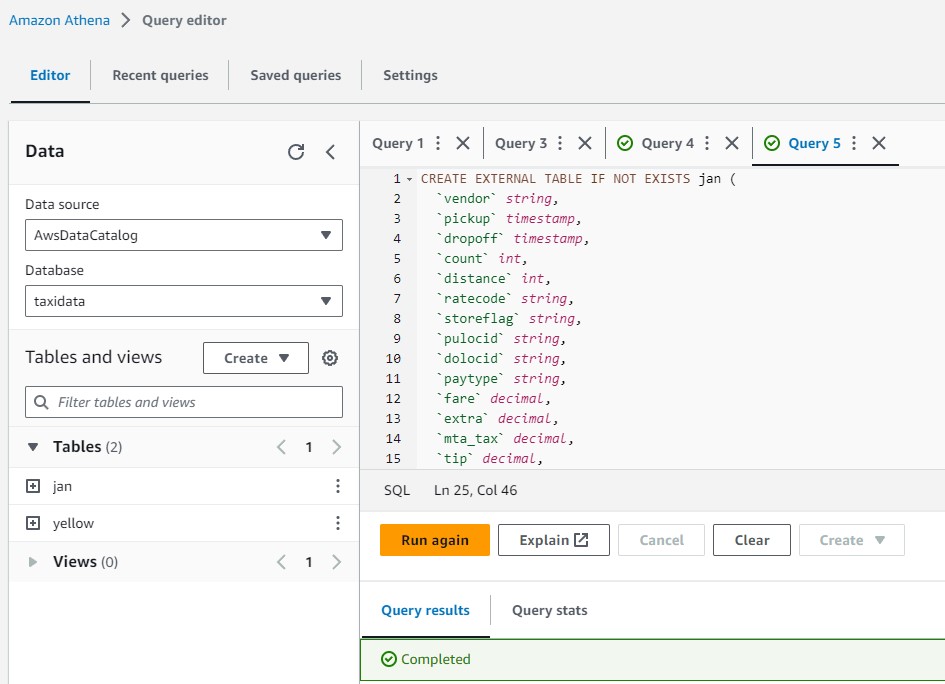 Amazon Athena > Query editor
Editor Recent queries Saved queries Settings
Data
Data source
AwsDataCatalog
Database
taxidata
Tables and views Create
Filter tables and views
Tables (2) 1
jan
yellow
Views (0) 1
Query 1 Query 3 Query 4 Query 5
1 CREATE EXTERNAL TABLE IF NOT EXISTS jan (
2 `vendor` string,
3 `pickup` timestamp,
4 `dropoff` timestamp,
5 `count` int,
6 `distance` int,
7 `ratecode` string,
8 `storeflag` string,
9 `pulocid` string,
10 `dolocid` string,
11 `paytype` string,
12 `fare` decimal,
13 `extra` decimal,
14 `mta_tax` decimal,
15 `tip` decimal,
SQL Ln 25, Col 46
Run again Explain Cancel Clear Create
Query results Query stats
Completed